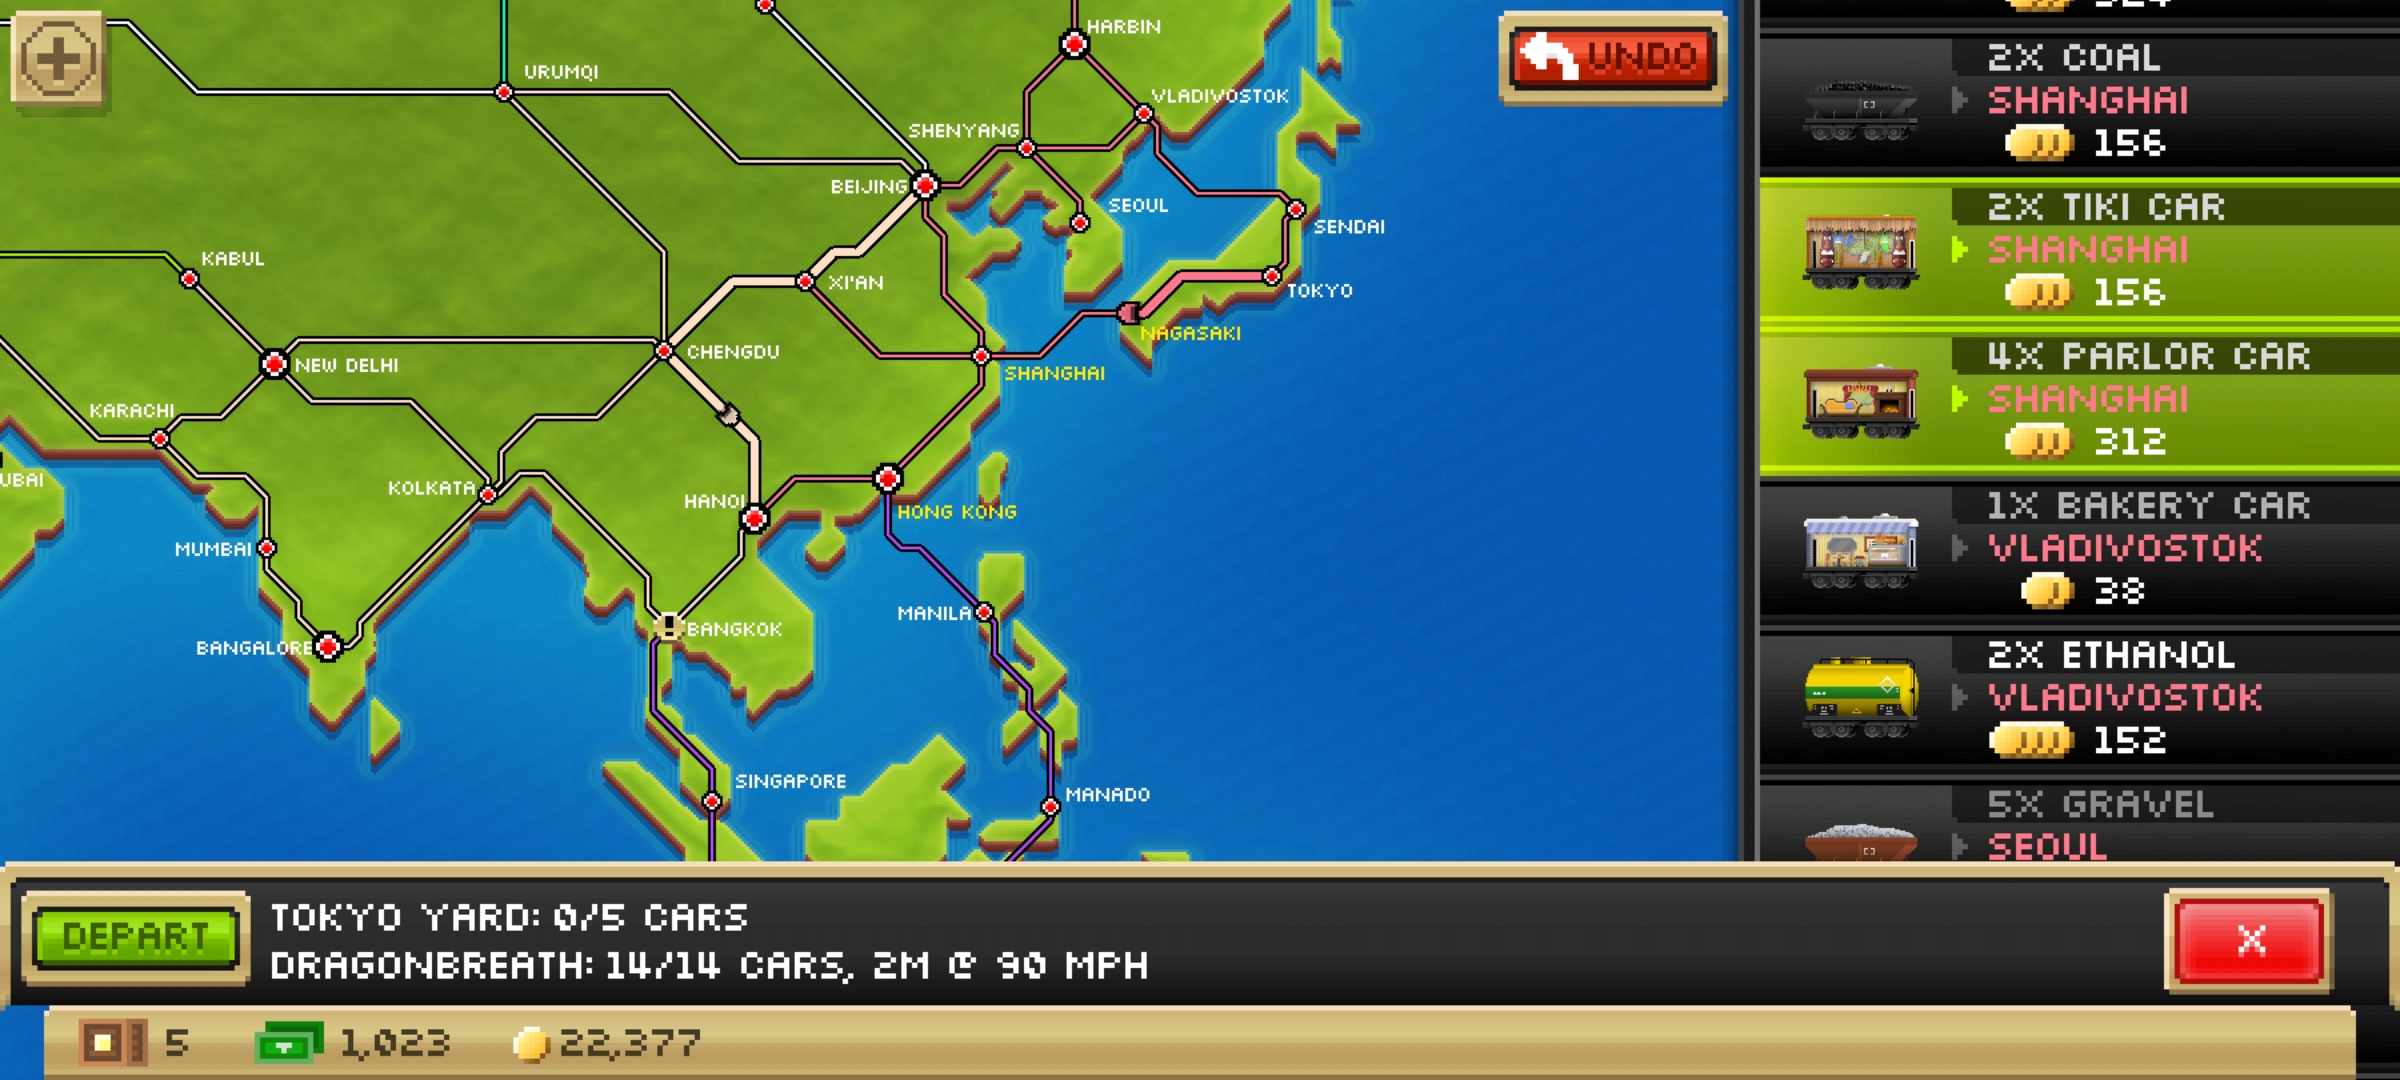 HARBIN
UNDO
URUMQI
VLADIVOSTOK
SHENYANG
BEIJING
SEOUL
SENDAI
KABUL
XI'AN
TOKYO
NAGASAKI
NEW DELHI
CHENGDU
SHANGHAI
KARACHI
UBAI
KOLKATA
HANOI
HONG KONG
MUMBAI
MANILA
BANGKOK
BANGALORE
SINGAPORE
MANADO
324
2X COAL
SHANGHAI
156
2X TIKI CAR
SHANGHAI
156
4X PARLOR CAR
SHANGHAI
312
1X BAKERY CAR
VLADIVOSTOK
38
2X ETHANOL
VLADIVOSTOK
152
5X GRAVEL
SEOUL
DEPART
TOKYO YARD: 0/5 CARS
DRAGONBREATH: 14/14 CARS, 2M @ 90 MPH
X
5
1,023
22,377